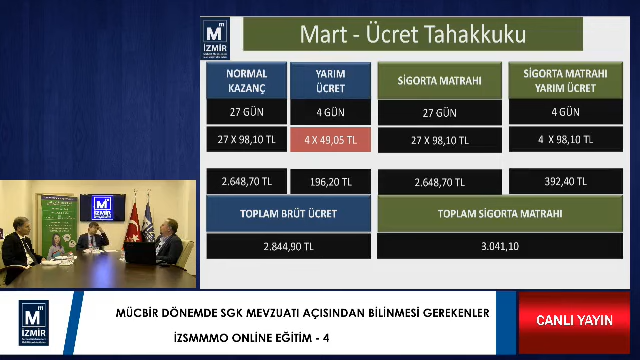 m
İZMİR
Mart - Ücret Tahakkuku
NORMAL KAZANÇ
YARIM ÜCRET
SİGORTA MATRAHI
SİGORTA MATRAHI YARIM ÜCRET
27 GÜN
4 GÜN
27 GÜN
4 GÜN
27 X 98,10 TL
4 X 49,05 TL
27 X 98,10 TL
4 X 98,10 TL
2.648,70 TL
196,20 TL
2.648,70 TL
392,40 TL
TOPLAM BRÜT ÜCRET
TOPLAM SİGORTA MATRAHI
2.844,90 TL
3.041,10
m
İZMİR
m
İZMİR
MÜCBİR DÖNEMDE SGK MEVZUATI AÇISINDAN BİLİNMESİ GEREKENLER
İZSMMMO ONLINE EĞİTİM - 4
CANLI YAYIN